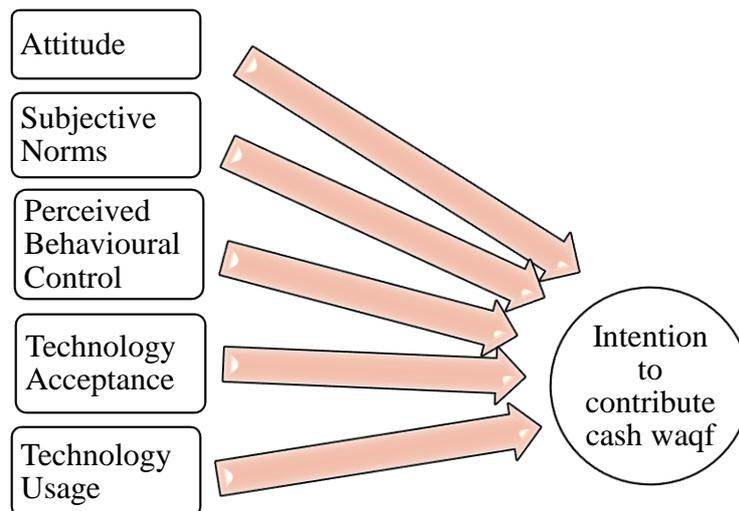 Attitude
Subjective
Norms
Perceived
Behavioural
Control
Technology
Acceptance
Technology
Usage
Intention
to
contribute
cash waqf